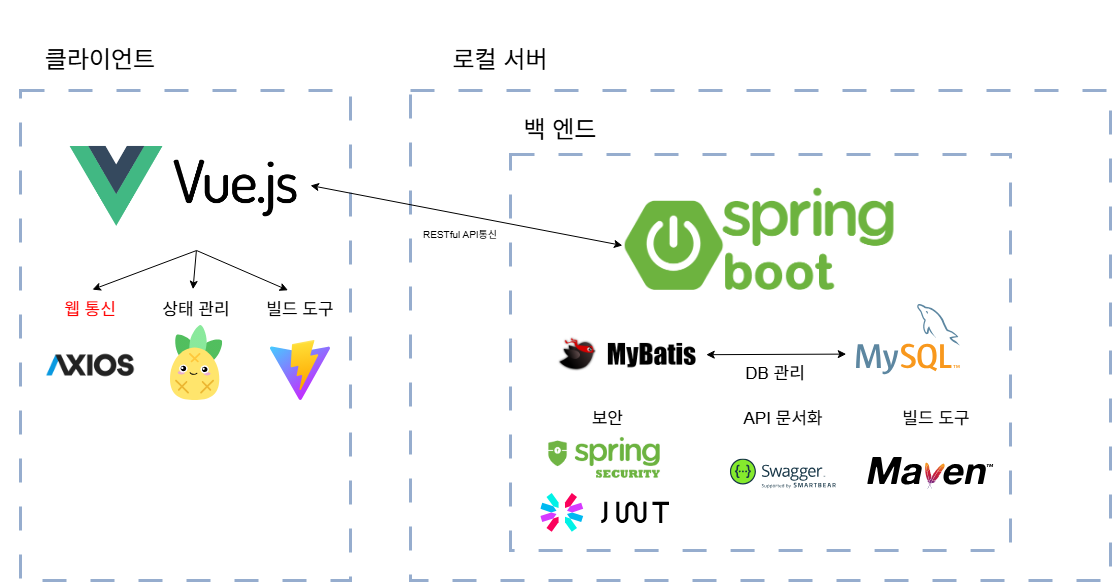 클라이언트
로컬 서버
백 엔드
Vue.js
RESTful API통신
spring
boot
웹 통신
상태 관리
빌드 도구
AXIOS
MyBatis
DB 관리
MySQL™
보안
API 문서화
빌드 도구
spring
SECURITY
Swagger.
Supported by SMARTBEAR
Maven™
JWT